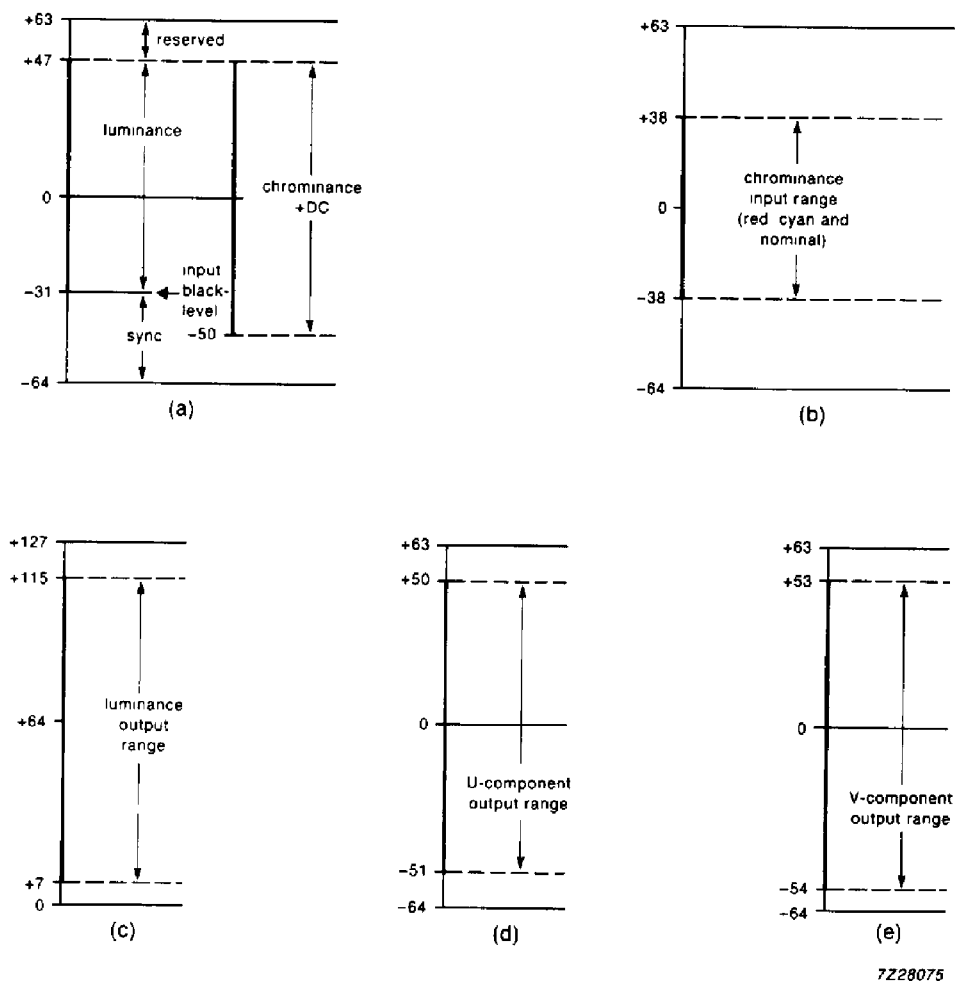 +63
reserved
+47
luminance
0
chrominance
+DC
-31
input
black-
level
-50
sync
-64
(a)
+63
+38
chrominance
input range
(red cyan and
nominal)
0
-38
-64
(b)
+127
+115
luminance
output
range
+64
+7
0
(c)
+63
+50
0
U-component
output range
-51
-64
(d)
+63
+53
0
V-component
output range
-54
-64
(e)
7Z28075